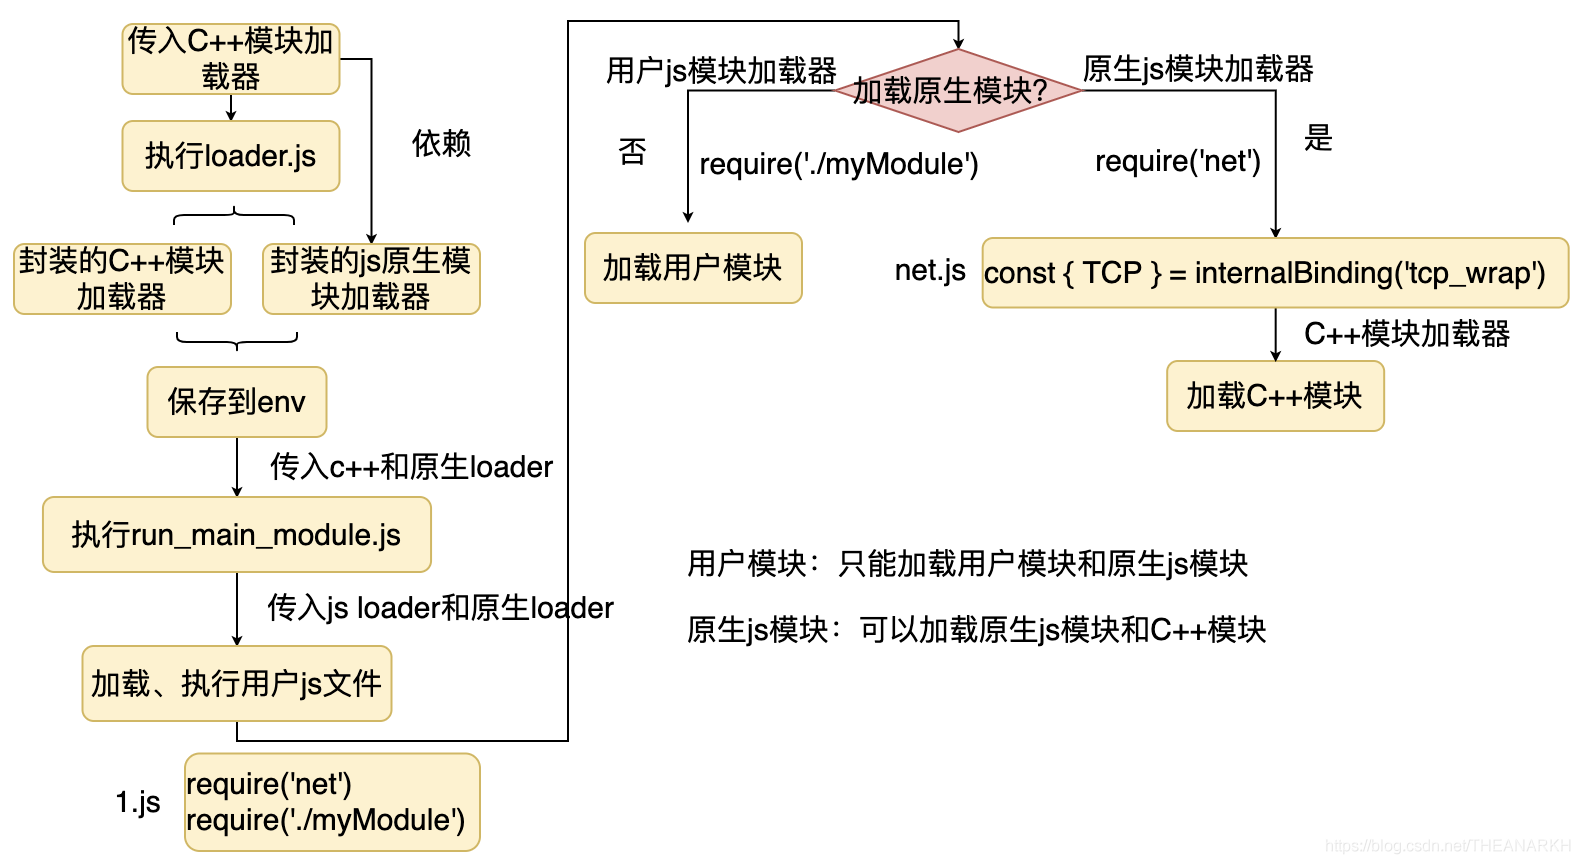 传入C++模块加
载器
执行loader.js
依赖
封装的C++模块
加载器
封装的js原生模
块加载器
保存到env
传入c++和原生loader
执行run_main_module.js
传入js loader和原生loader
加载、执行用户js文件
1.js
require('net')
require('./myModule')
用户js模块加载器
加载原生模块?
原生js模块加载器
否
require('./myModule')
require('net')
是
加载用户模块
net.js
const { TCP } = internalBinding('tcp_wrap')
C++模块加载器
加载C++模块
用户模块：只能加载用户模块和原生js模块
原生js模块：可以加载原生js模块和C++模块
https://blog.csdn.net/THEANARKH